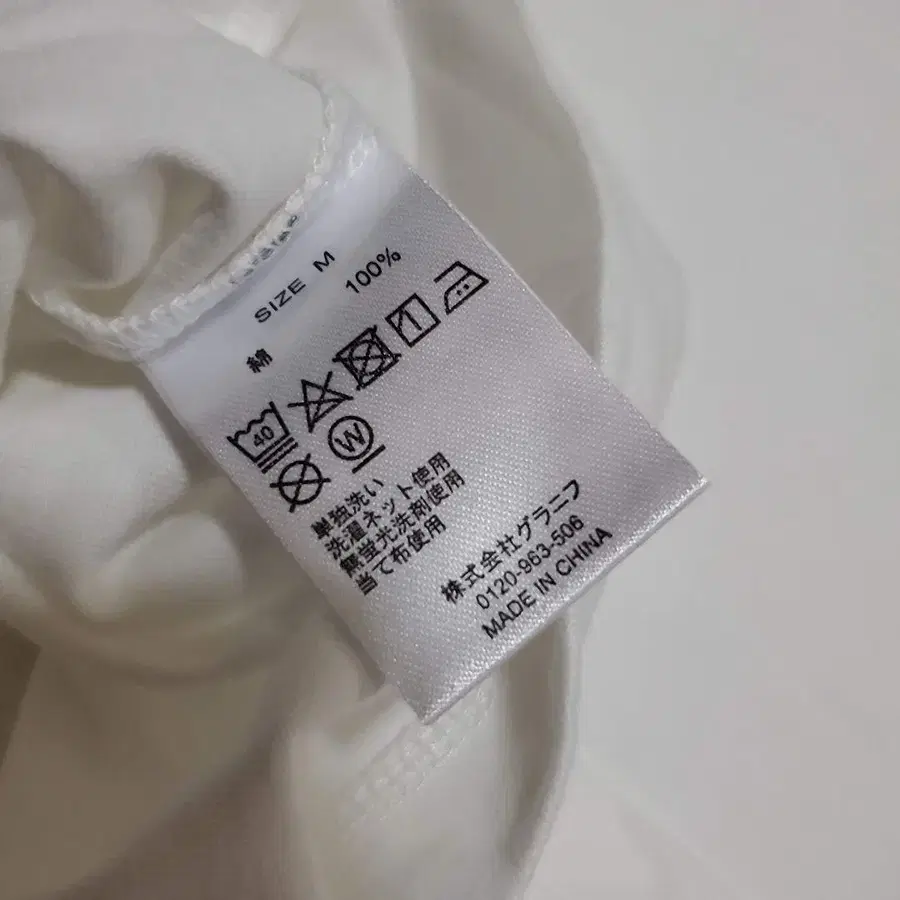 SIZE M
綿 100%
40
W
単独洗い
洗濯ネット使用
無蛍光洗剤使用
当て布使用
株式会社グラニフ
0120-963-506
MADE IN CHINA